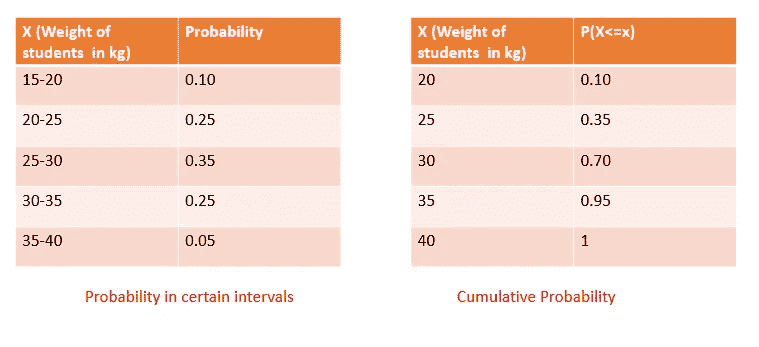 X (Weight of students in kg) Probability
15-20 0.10
20-25 0.25
25-30 0.35
30-35 0.25
35-40 0.05
Probability in certain intervals
X (Weight of students in kg) P(X<=x)
20 0.10
25 0.35
30 0.70
35 0.95
40 1
Cumulative Probability